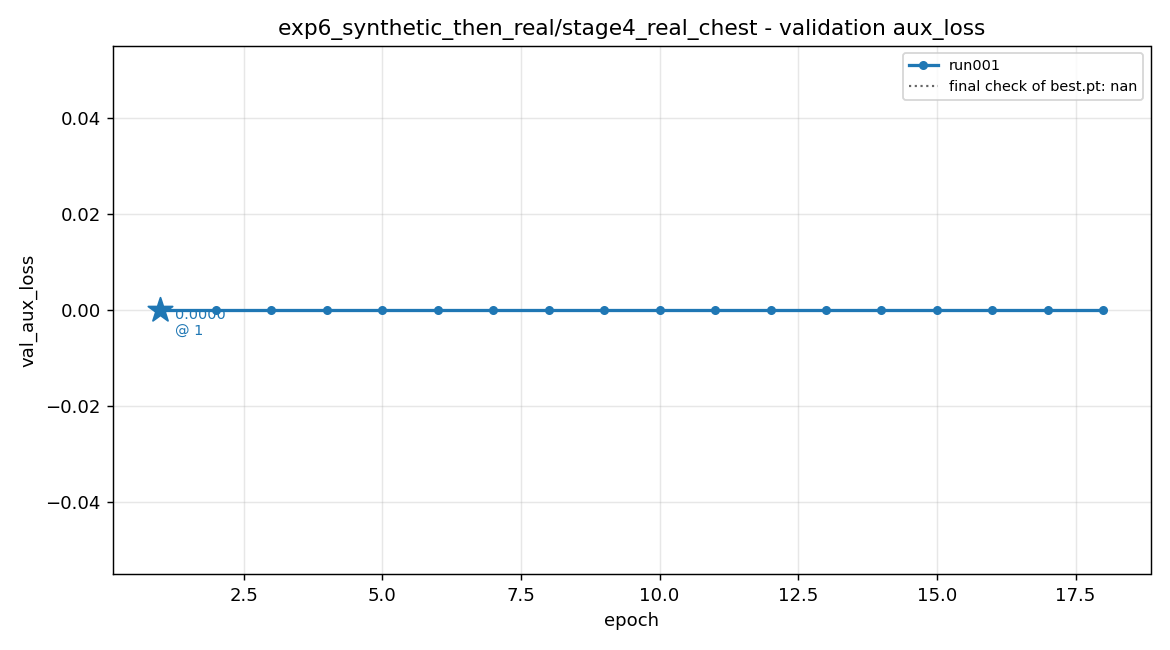 exp6_synthetic_then_real/stage4_real_chest - validation aux_loss
run001
final check of best.pt: nan
val_aux_loss
0.04
0.02
0.00
−0.02
−0.04
0.0000
@ 1
2.5
5.0
7.5
10.0
12.5
15.0
17.5
epoch